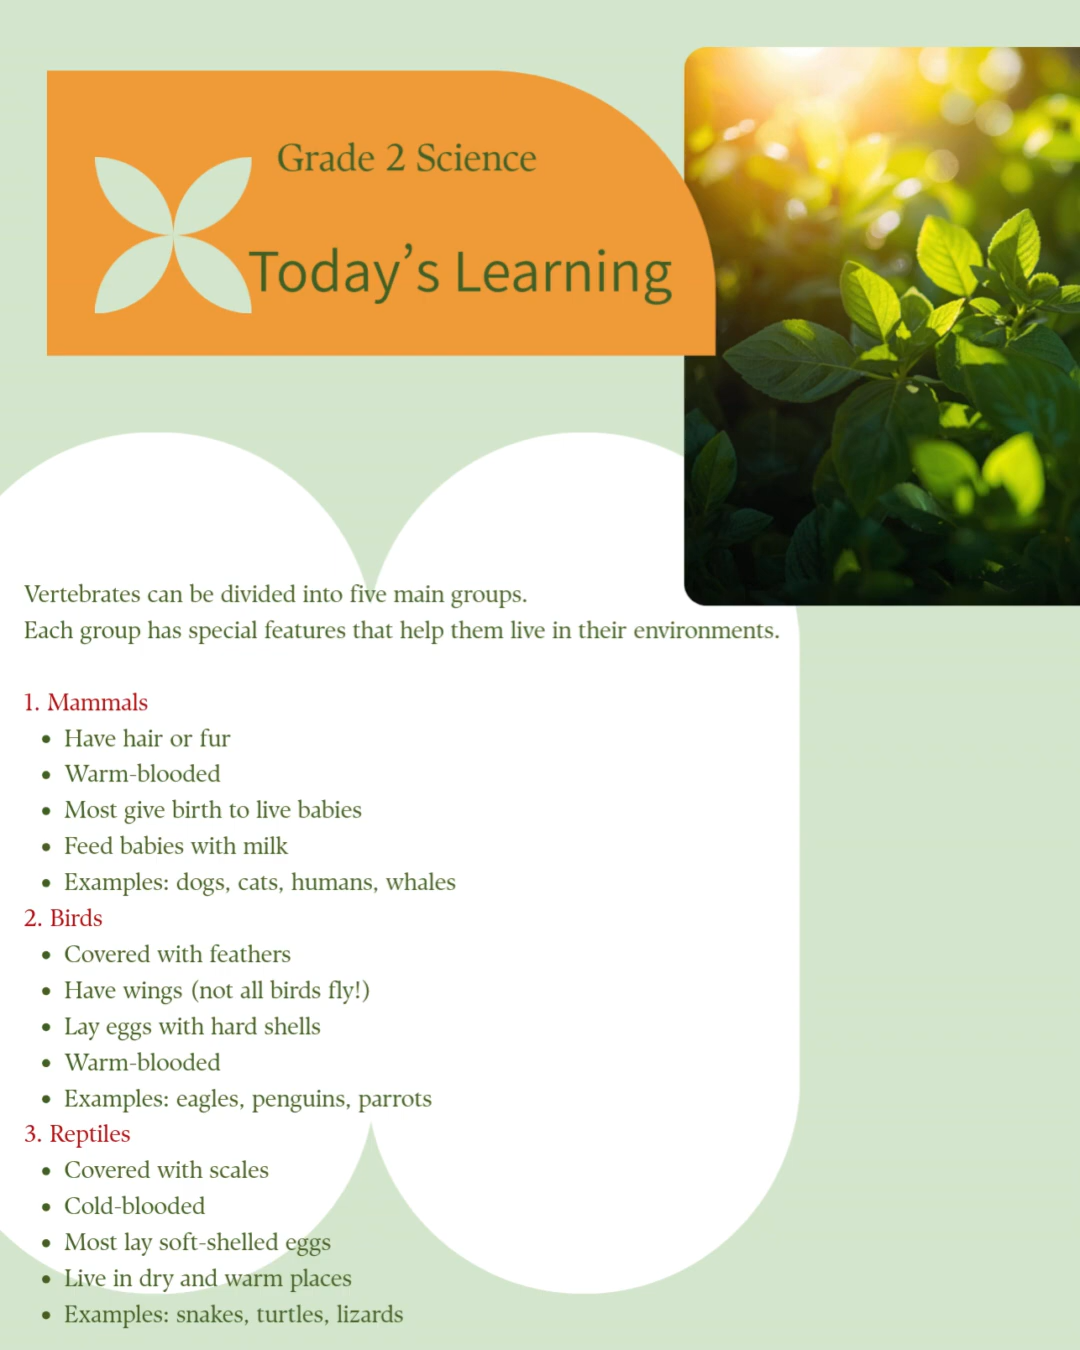 Grade 2 Science
Today’s Learning
Vertebrates can be divided into five main groups.
Each group has special features that help them live in their environments.
1. Mammals
• Have hair or fur
• Warm-blooded
• Most give birth to live babies
• Feed babies with milk
• Examples: dogs, cats, humans, whales
2. Birds
• Covered with feathers
• Have wings (not all birds fly!)
• Lay eggs with hard shells
• Warm-blooded
• Examples: eagles, penguins, parrots
3. Reptiles
• Covered with scales
• Cold-blooded
• Most lay soft-shelled eggs
• Live in dry and warm places
• Examples: snakes, turtles, lizards